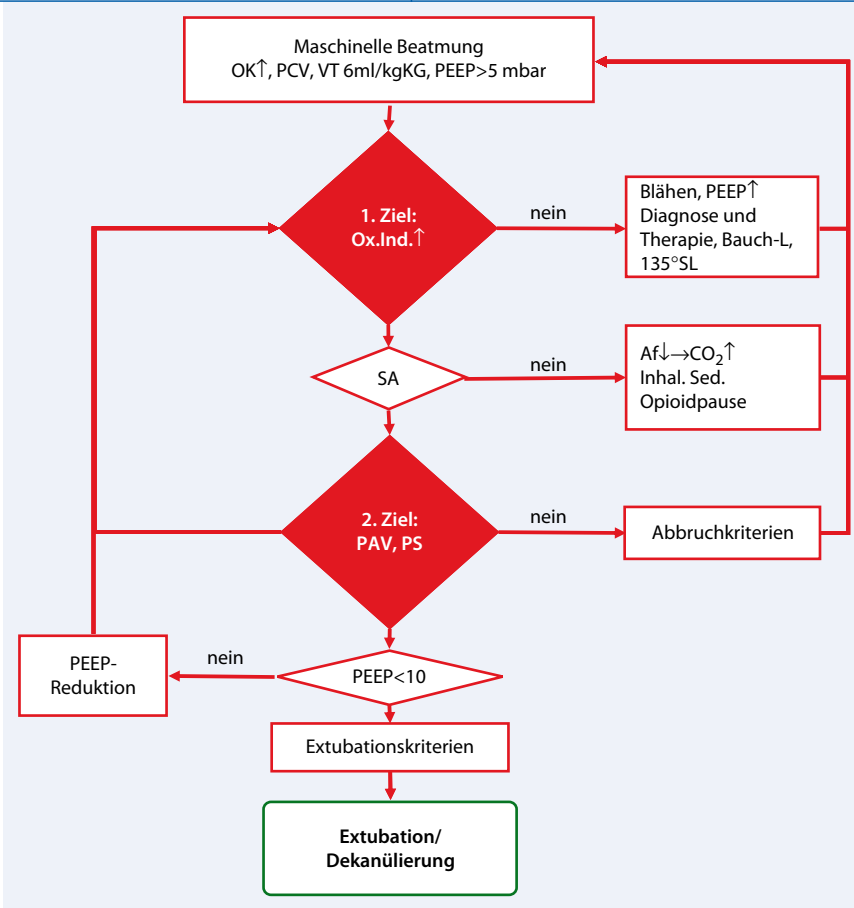 Maschinelle Beatmung
OK↑, PCV, VT 6ml/kgKG, PEEP>5 mbar
1. Ziel:
Ox.Ind.↑
nein
Blähen, PEEP↑
Diagnose und
Therapie, Bauch-L,
135°SL
SA
nein
Af↓→CO₂↑
Inhal. Sed.
Opioidpause
2. Ziel:
PAV, PS
nein
Abbruchkriterien
PEEP<10
nein
PEEP-
Reduktion
Extubationskriterien
Extubation/
Dekanülierung